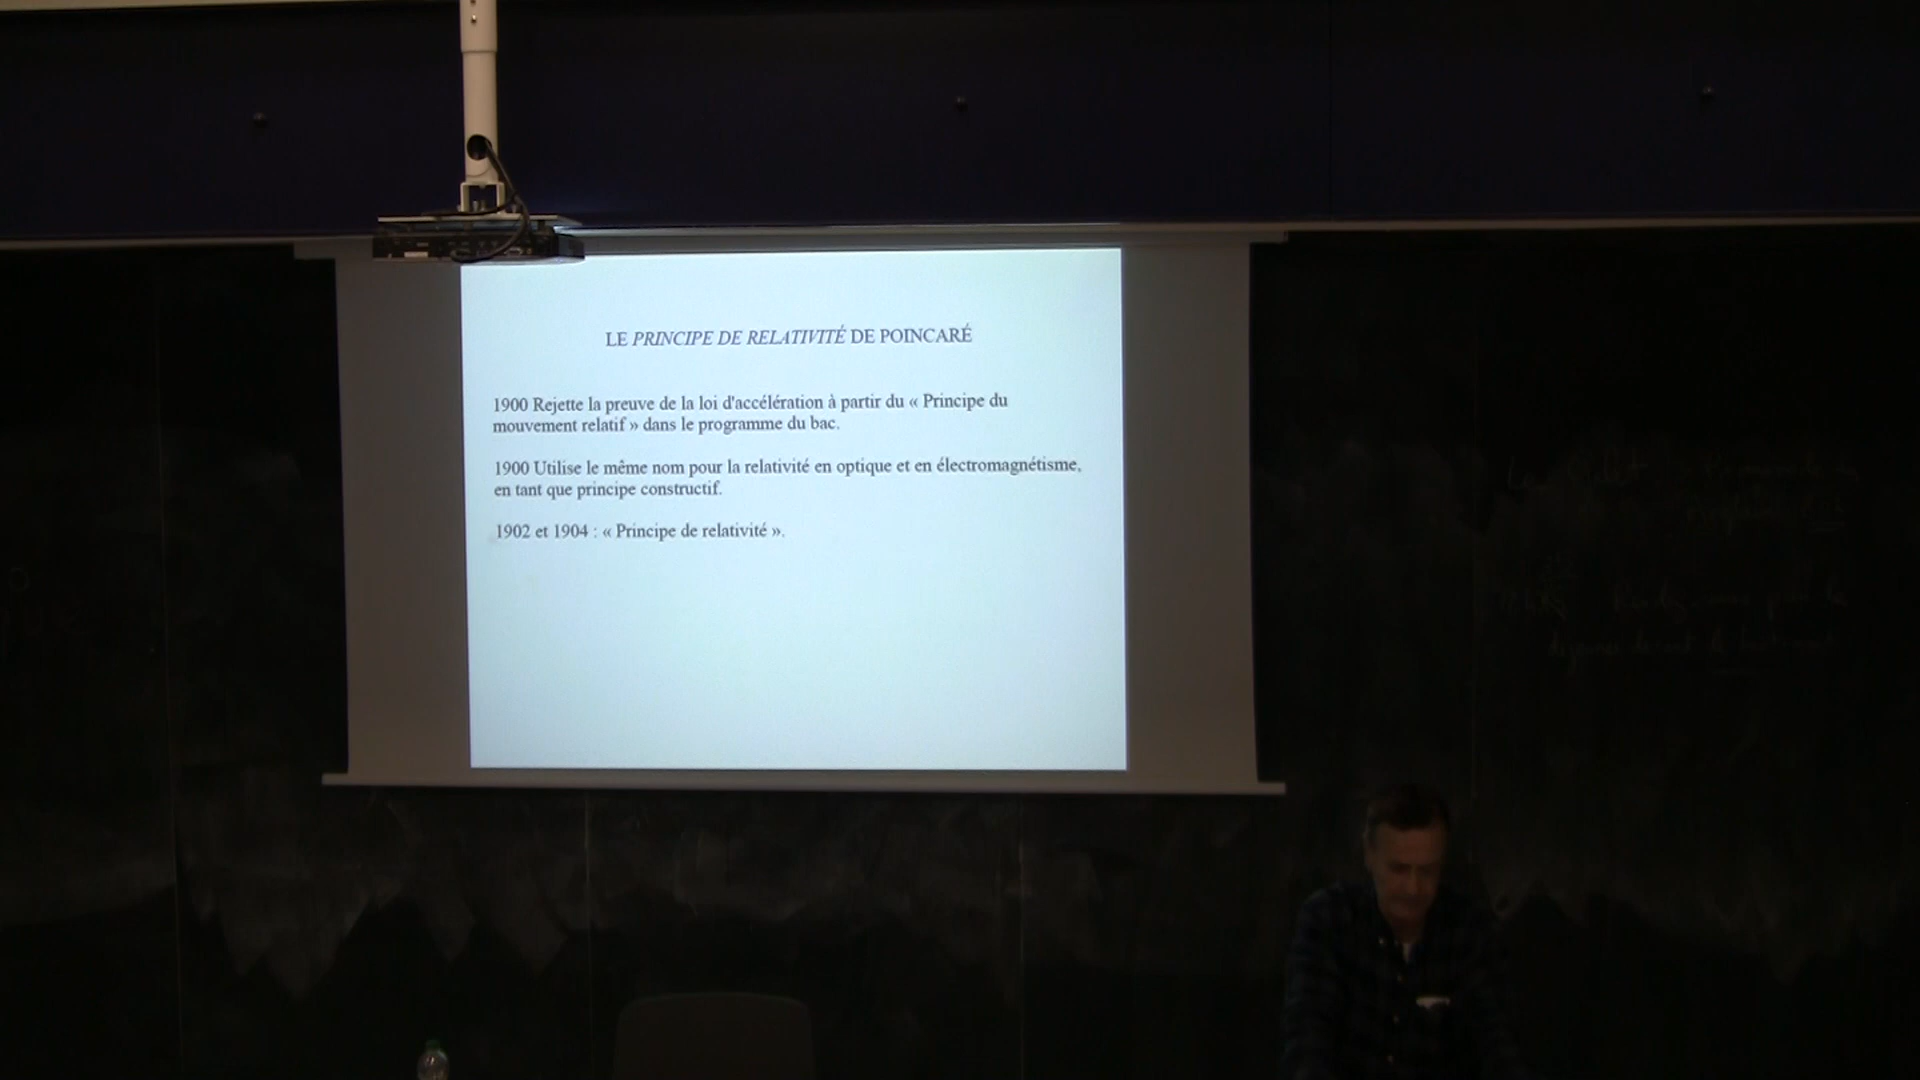 LE PRINCIPE DE RELATIVITÉ DE POINCARÉ
1900 Rejette la preuve de la loi d'accélération à partir du « Principe du
mouvement relatif » dans le programme du bac.
1900 Utilise le même nom pour la relativité en optique et en électromagnétisme,
en tant que principe constructif.
1902 et 1904 : « Principe de relativité ».